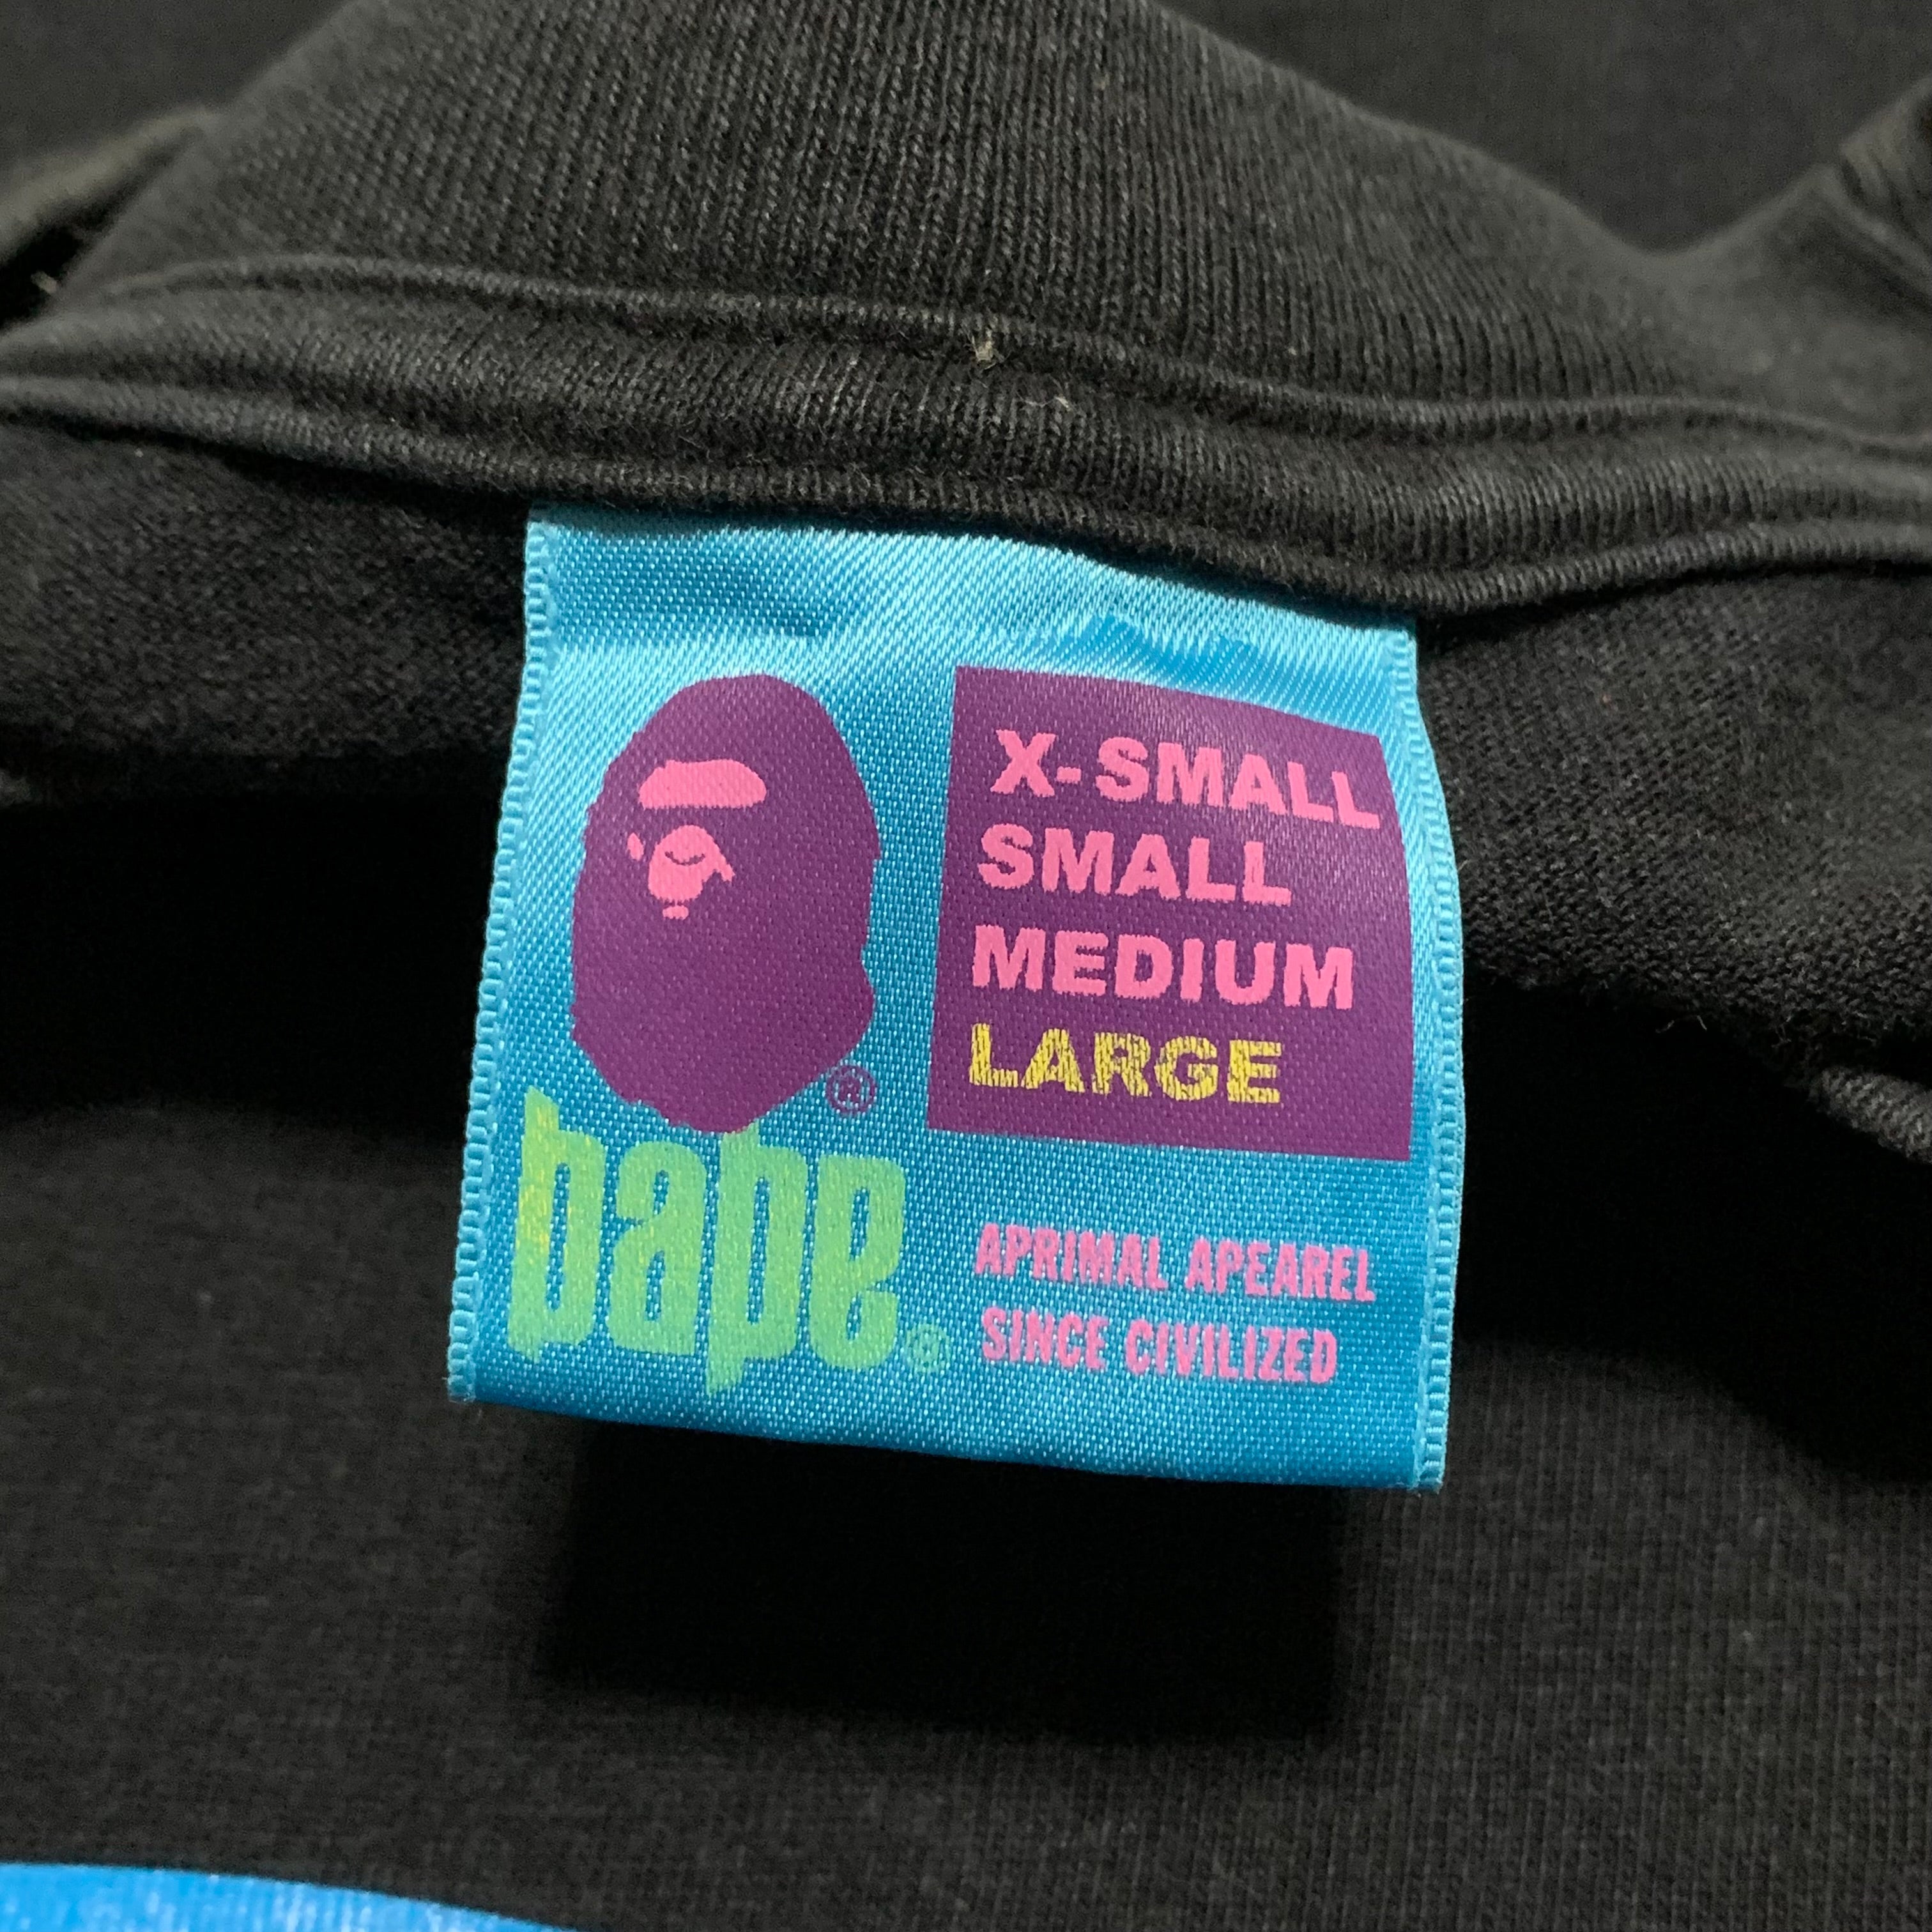 X-SMALL
SMALL
MEDIUM
LARGE
®
bape®
APRIMAL APEAREL
SINCE CIVILIZED